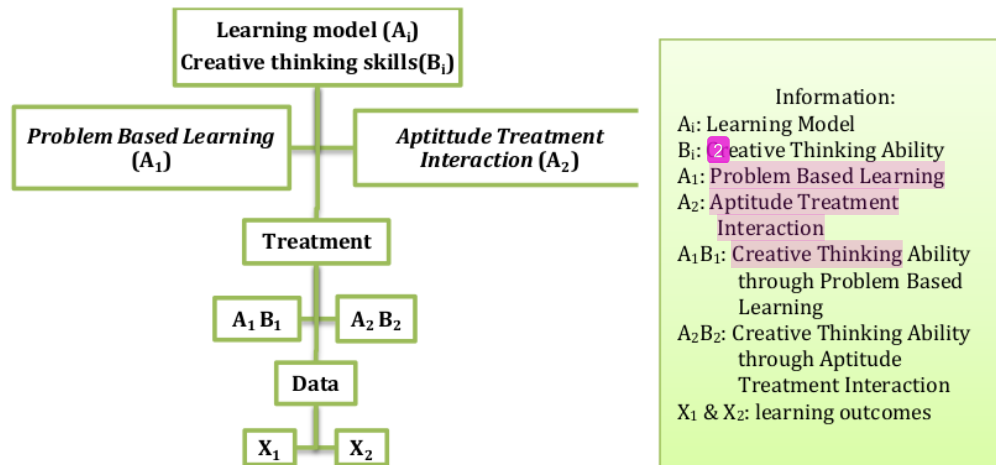 Learning model (Aᵢ)
Creative thinking skills(Bᵢ)
Problem Based Learning
(A₁)
Aptittude Treatment
Interaction (A₂)
Treatment
A₁ B₁
A₂ B₂
Data
X₁
X₂
Information:
Aᵢ: Learning Model
Bᵢ: 2 eative Thinking Ability
A₁: Problem Based Learning
A₂: Aptitude Treatment
Interaction
A₁B₁: Creative Thinking Ability
through Problem Based
Learning
A₂B₂: Creative Thinking Ability
through Aptitude
Treatment Interaction
X₁ & X₂: learning outcomes